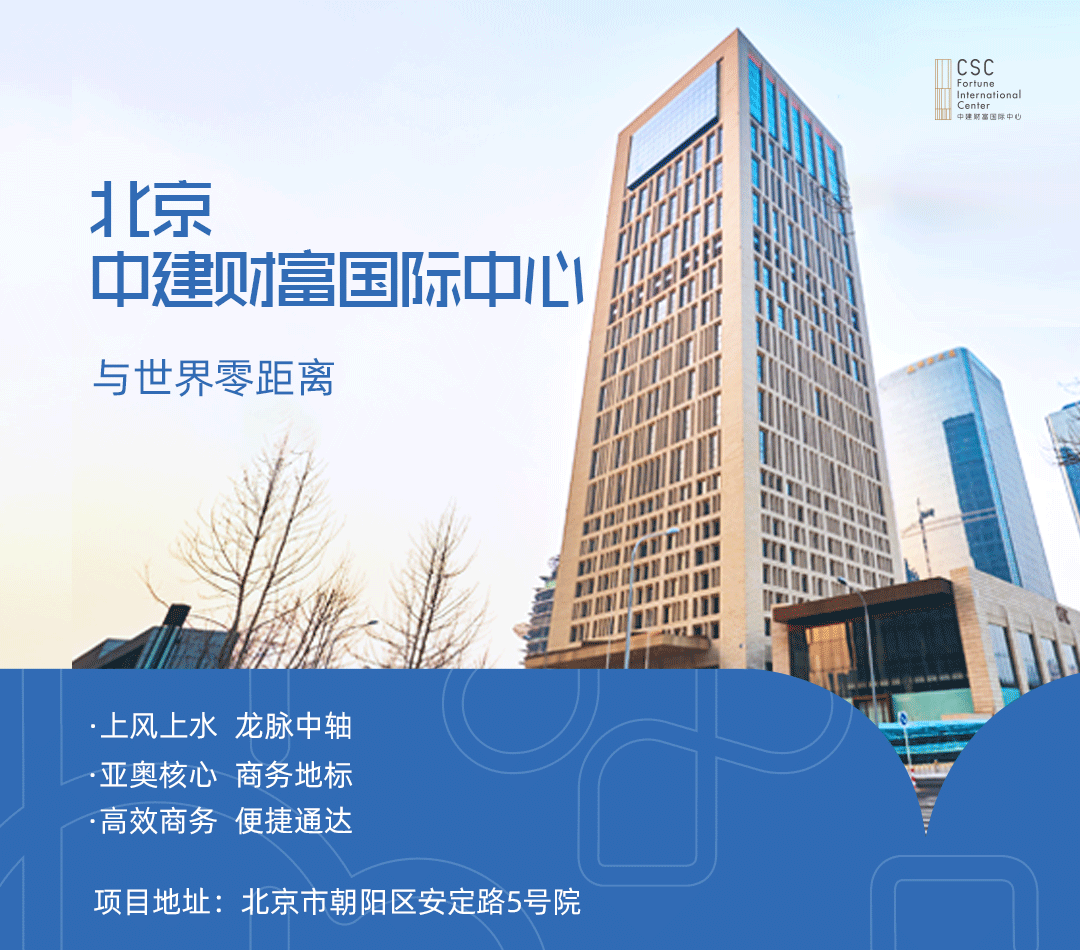 CSC
Fortune
International
Center
中建财富国际中心
北京
中建财富国际中心
与世界零距离
·上风上水 龙脉中轴
·亚奥核心 商务地标
·高效商务 便捷通达
项目地址：北京市朝阳区安定路5号院